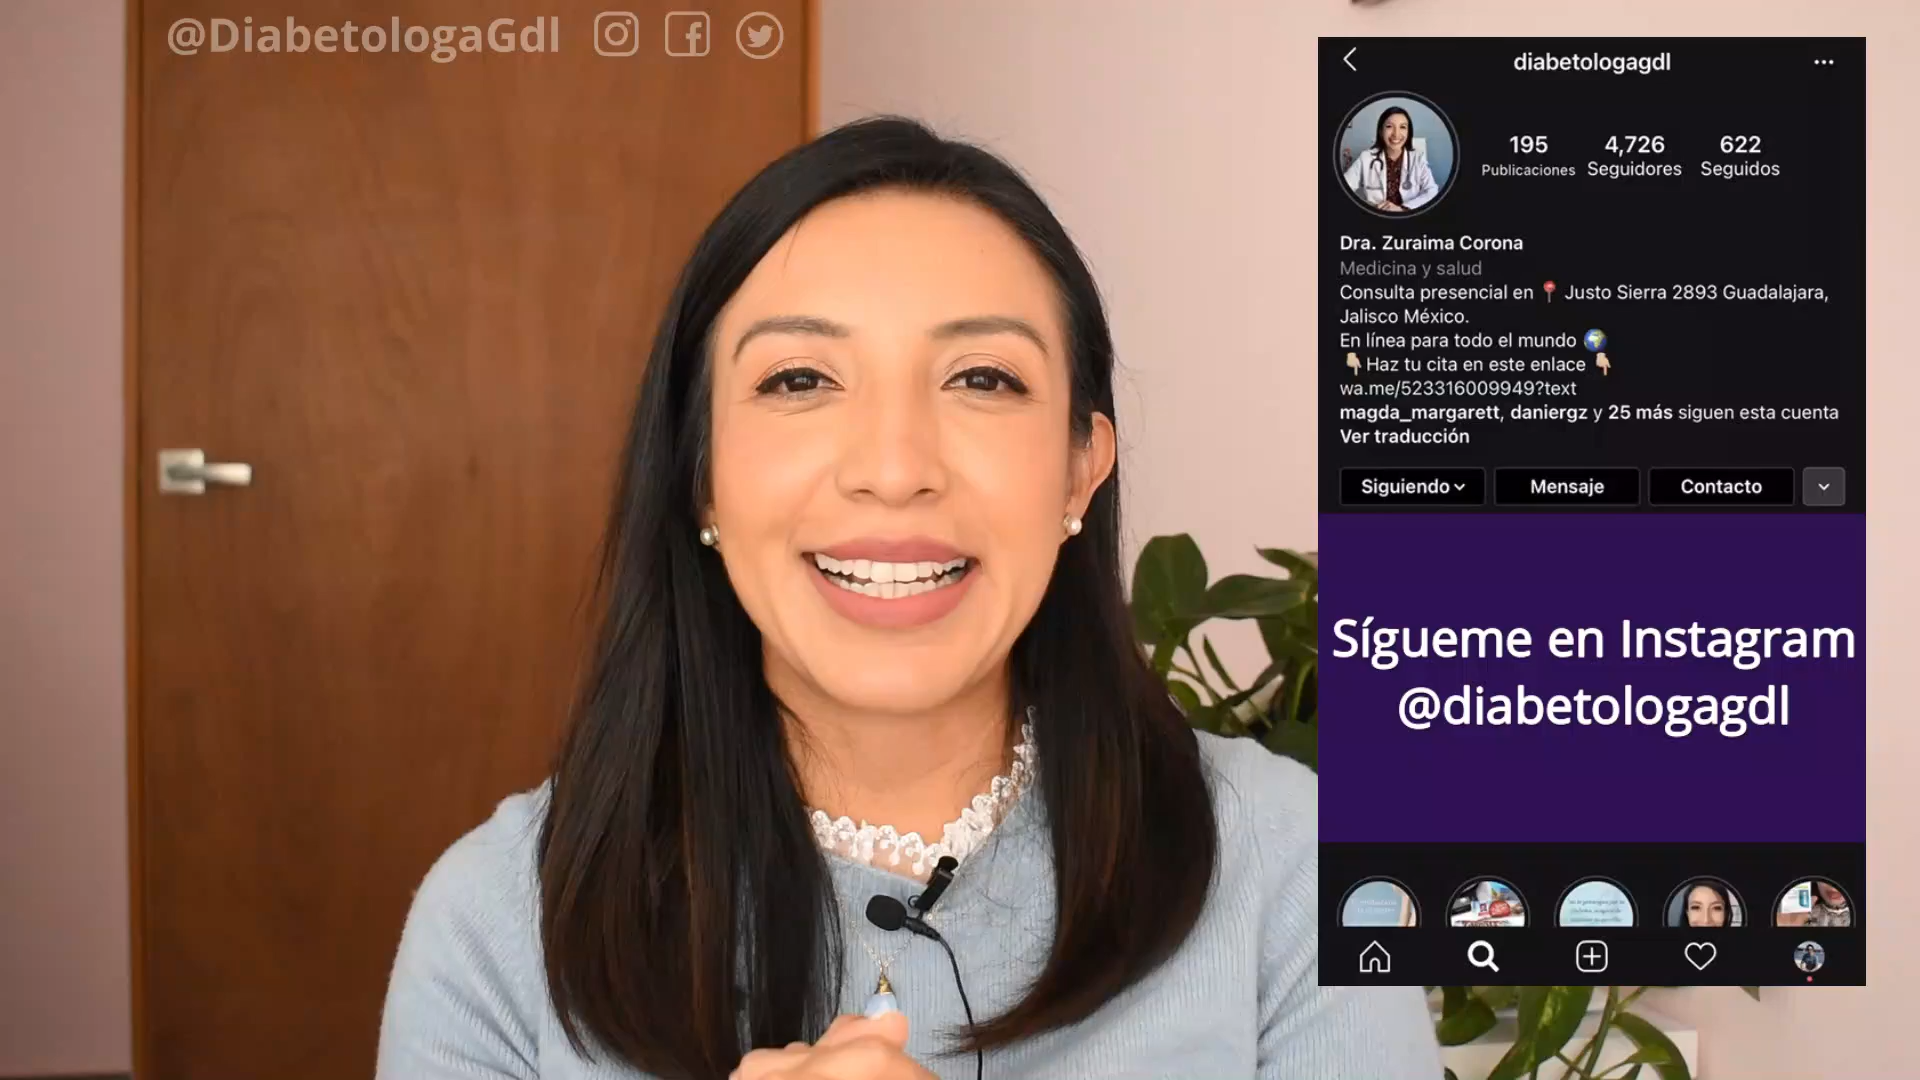 @DiabetologaGdl
diabetologagdl
195
4,726
622
Publicaciones
Seguidores
Seguidos
Dra. Zuraima Corona
Medicina y salud
Consulta presencial en 📍 Justo Sierra 2893 Guadalajara,
Jalisco México.
En línea para todo el mundo 🌍
👇🏼Haz tu cita en este enlace 👇🏼
wa.me/523316009949?text
magda_margarett, daniergz y 25 más siguen esta cuenta
Ver traducción
Siguiendo
Mensaje
Contacto
Sígueme en Instagram
@diabetologagdl